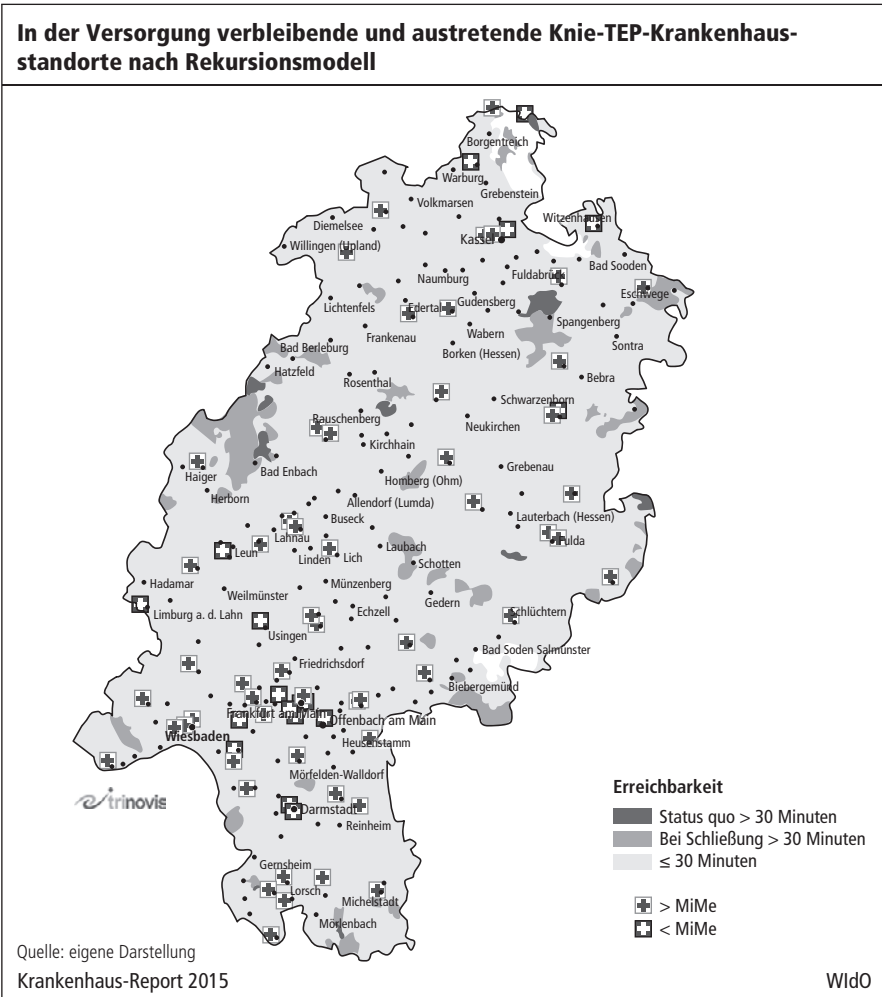 In der Versorgung verbleibende und austretende Knie-TEP-Krankenhaus-
standorte nach Rekursionsmodell
Borgentreich
Warburg
Grebenstein
Volkmarsen
Witzenhausen
Diemelsee
Kassel
Willingen (Upland)
Bad Sooden
Naumburg
Fuldabrück
Eschwege
Lichtenfels
Edertal
Gudensberg
Spangenberg
Frankenau
Wabern
Sontra
Bad Berleburg
Borken (Hessen)
Hatzfeld
Rosenthal
Bebra
Schwarzenborn
Rauschenberg
Neukirchen
Kirchhain
Haiger
Bad Enbach
Grebenau
Homberg (Ohm)
Herborn
Allendorf (Lumda)
Buseck
Lauterbach (Hessen)
Lahnau
Fulda
Leun
Linden
Lich
Laubach
Schotten
Hadamar
Münzenberg
Weilmünster
Gedern
Limburg a. d. Lahn
Echzell
Schlüchtern
Usingen
Bad Soden Salmünster
Friedrichsdorf
Biebergemünd
Frankfurt am Main
Offenbach am Main
Wiesbaden
Heusenstamm
Mörfelden-Walldorf
trinovis
Darmstadt
Reinheim
Gernsheim
Lorsch
Michelstadt
Mörlenbach
Erreichbarkeit
Status quo > 30 Minuten
Bei Schließung > 30 Minuten
≤ 30 Minuten
> MiMe
< MiMe
Quelle: eigene Darstellung
Krankenhaus-Report 2015
WIdO